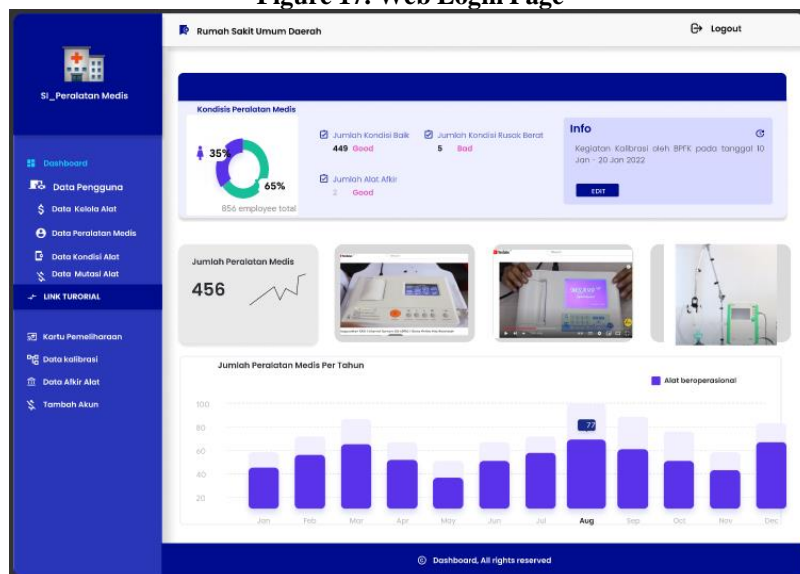 Figure 17. Web Login Page
Rumah Sakit Umum Daerah
Logout
SI_Peralatan Medis
Dashboard
Data Pengguna
Data Kelola Alat
Data Peralatan Medis
Data Kondisi Alat
Data Mutasi Alat
LINK TURORIAL
Kartu Pemeliharaan
Data kalibrasi
Data Afkir Alat
Tambah Akun
Kondisis Peralatan Medis
35%
65%
856 employee total
Jumlah Kondisi Baik
449 Good
Jumlah Kondisi Rusak Berat
5 Bad
Jumlah Alat Afkir
2 Good
Info
Kegiatan Kalibrasi oleh BPFK pada tanggal 10
Jan - 20 Jan 2022
EDIT
Jumlah Peralatan Medis
456
Jumlah Peralatan Medis Per Tahun
Alat beroperasional
100
80
60
40
20
77
Jan Feb Mar Apr May Jun Jul Aug Sep Oct Nov Dec
© Dashboard, All rights reserved